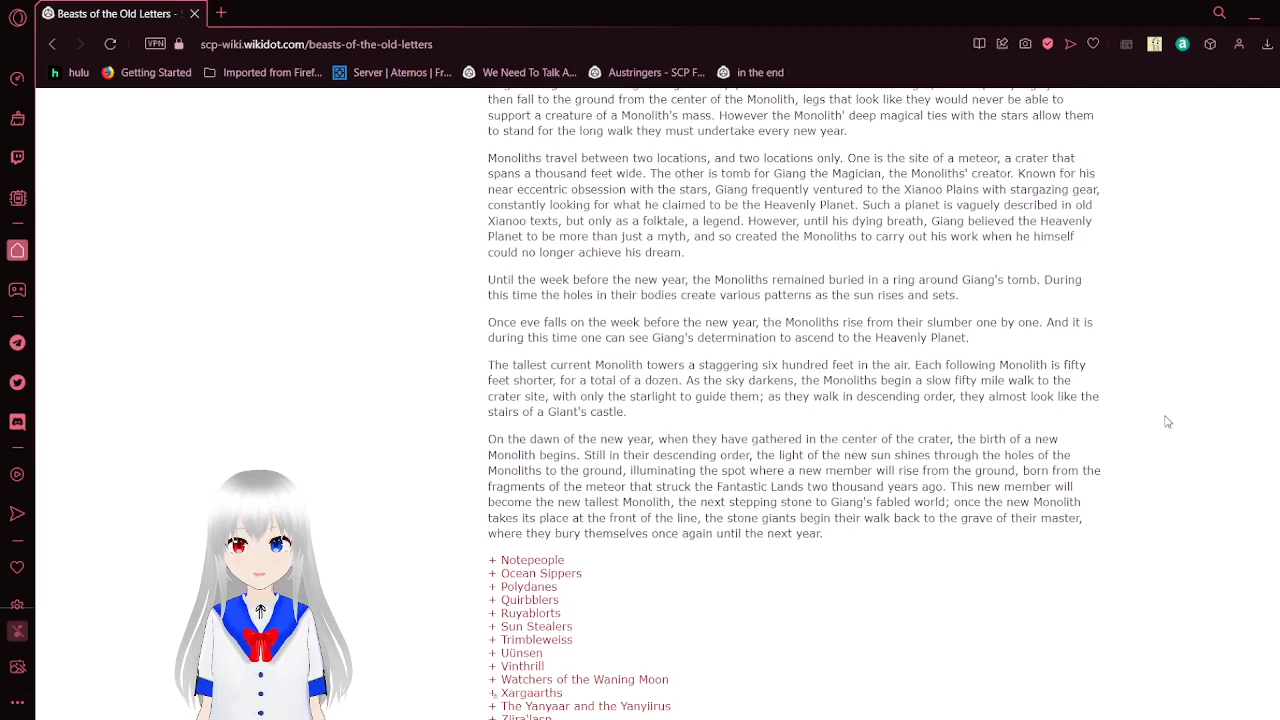 Beasts of the Old Letters -
VPN
scp-wiki.wikidot.com/beasts-of-the-old-letters
hulu
Getting Started
Imported from Firef...
Server | Aternos | Fr...
We Need To Talk A...
Austringers - SCP F...
in the end
then fall to the ground from the center of the Monolith, legs that look like they would never be able to
support a creature of a Monolith's mass. However the Monolith' deep magical ties with the stars allow them
to stand for the long walk they must undertake every new year.
Monoliths travel between two locations, and two locations only. One is the site of a meteor, a crater that
spans a thousand feet wide. The other is tomb for Giang the Magician, the Monoliths' creator. Known for his
near eccentric obsession with the stars, Giang frequently ventured to the Xianoo Plains with stargazing gear,
constantly looking for what he claimed to be the Heavenly Planet. Such a planet is vaguely described in old
Xianoo texts, but only as a folktale, a legend. However, until his dying breath, Giang believed the Heavenly
Planet to be more than just a myth, and so created the Monoliths to carry out his work when he himself
could no longer achieve his dream.
Until the week before the new year, the Monoliths remained buried in a ring around Giang's tomb. During
this time the holes in their bodies create various patterns as the sun rises and sets.
Once eve falls on the week before the new year, the Monoliths rise from their slumber one by one. And it is
during this time one can see Giang's determination to ascend to the Heavenly Planet.
The tallest current Monolith towers a staggering six hundred feet in the air. Each following Monolith is fifty
feet shorter, for a total of a dozen. As the sky darkens, the Monoliths begin a slow fifty mile walk to the
crater site, with only the starlight to guide them; as they walk in descending order, they almost look like the
stairs of a Giant's castle.
On the dawn of the new year, when they have gathered in the center of the crater, the birth of a new
Monolith begins. Still in their descending order, the light of the new sun shines through the holes of the
Monoliths to the ground, illuminating the spot where a new member will rise from the ground, born from the
fragments of the meteor that struck the Fantastic Lands two thousand years ago. This new member will
become the new tallest Monolith, the next stepping stone to Giang's fabled world; once the new Monolith
takes its place at the front of the line, the stone giants begin their walk back to the grave of their master,
where they bury themselves once again until the next year.
+ Notepeople
+ Ocean Sippers
+ Polydanes
+ Quirbblers
+ Ruyablorts
+ Sun Stealers
+ Trimbleweiss
+ Uünsen
+ Vinthrill
+ Watchers of the Waning Moon
+ Xargaarths
+ The Yanyaar and the Yanyiirus